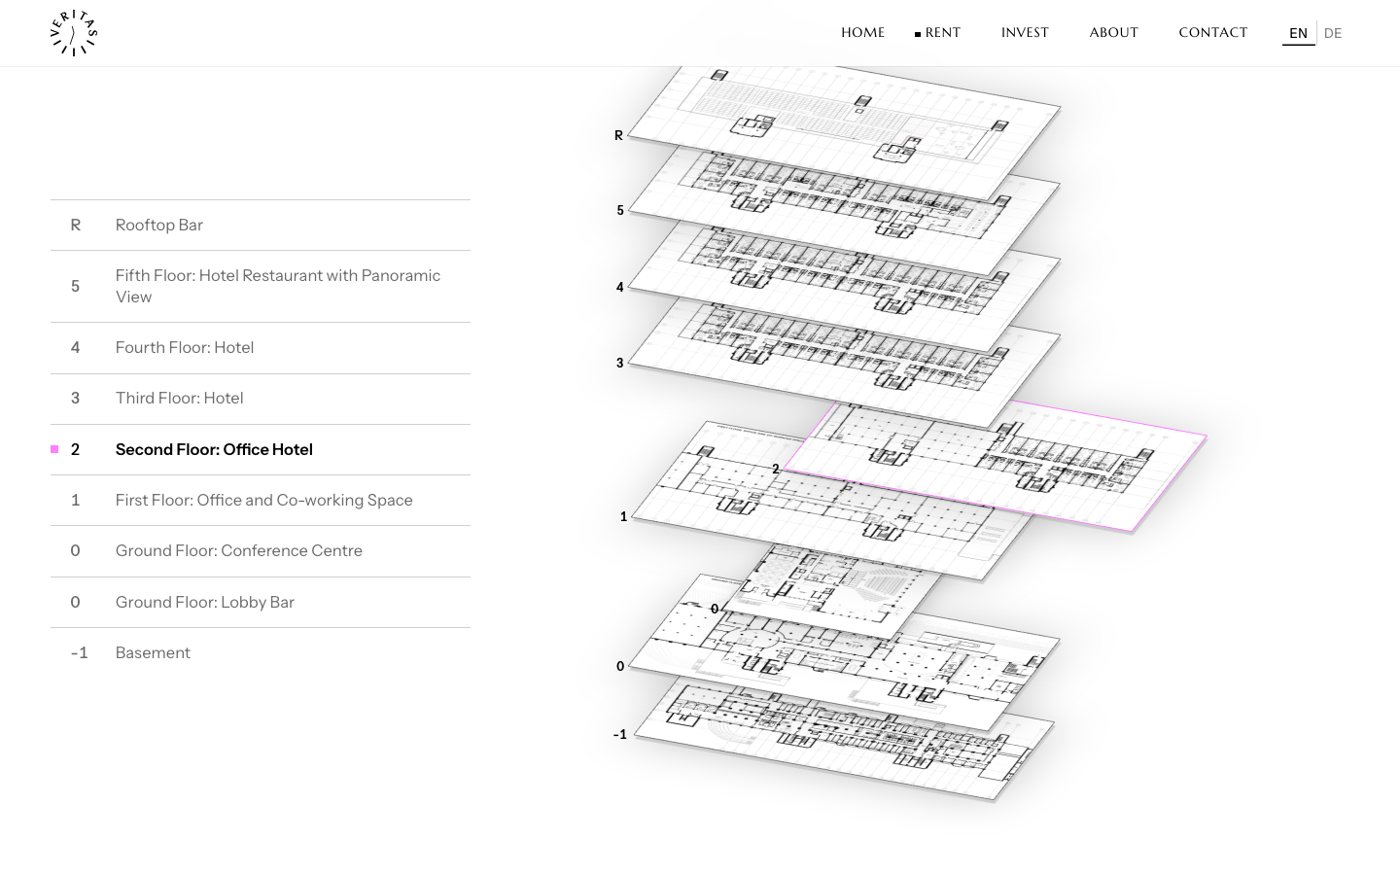 VERITAS
HOME
RENT
INVEST
ABOUT
CONTACT
EN
DE
R Rooftop Bar
5 Fifth Floor: Hotel Restaurant with Panoramic
View
4 Fourth Floor: Hotel
3 Third Floor: Hotel
2 Second Floor: Office Hotel
1 First Floor: Office and Co-working Space
0 Ground Floor: Conference Centre
0 Ground Floor: Lobby Bar
-1 Basement
R
5
4
3
2
1
0
0
-1